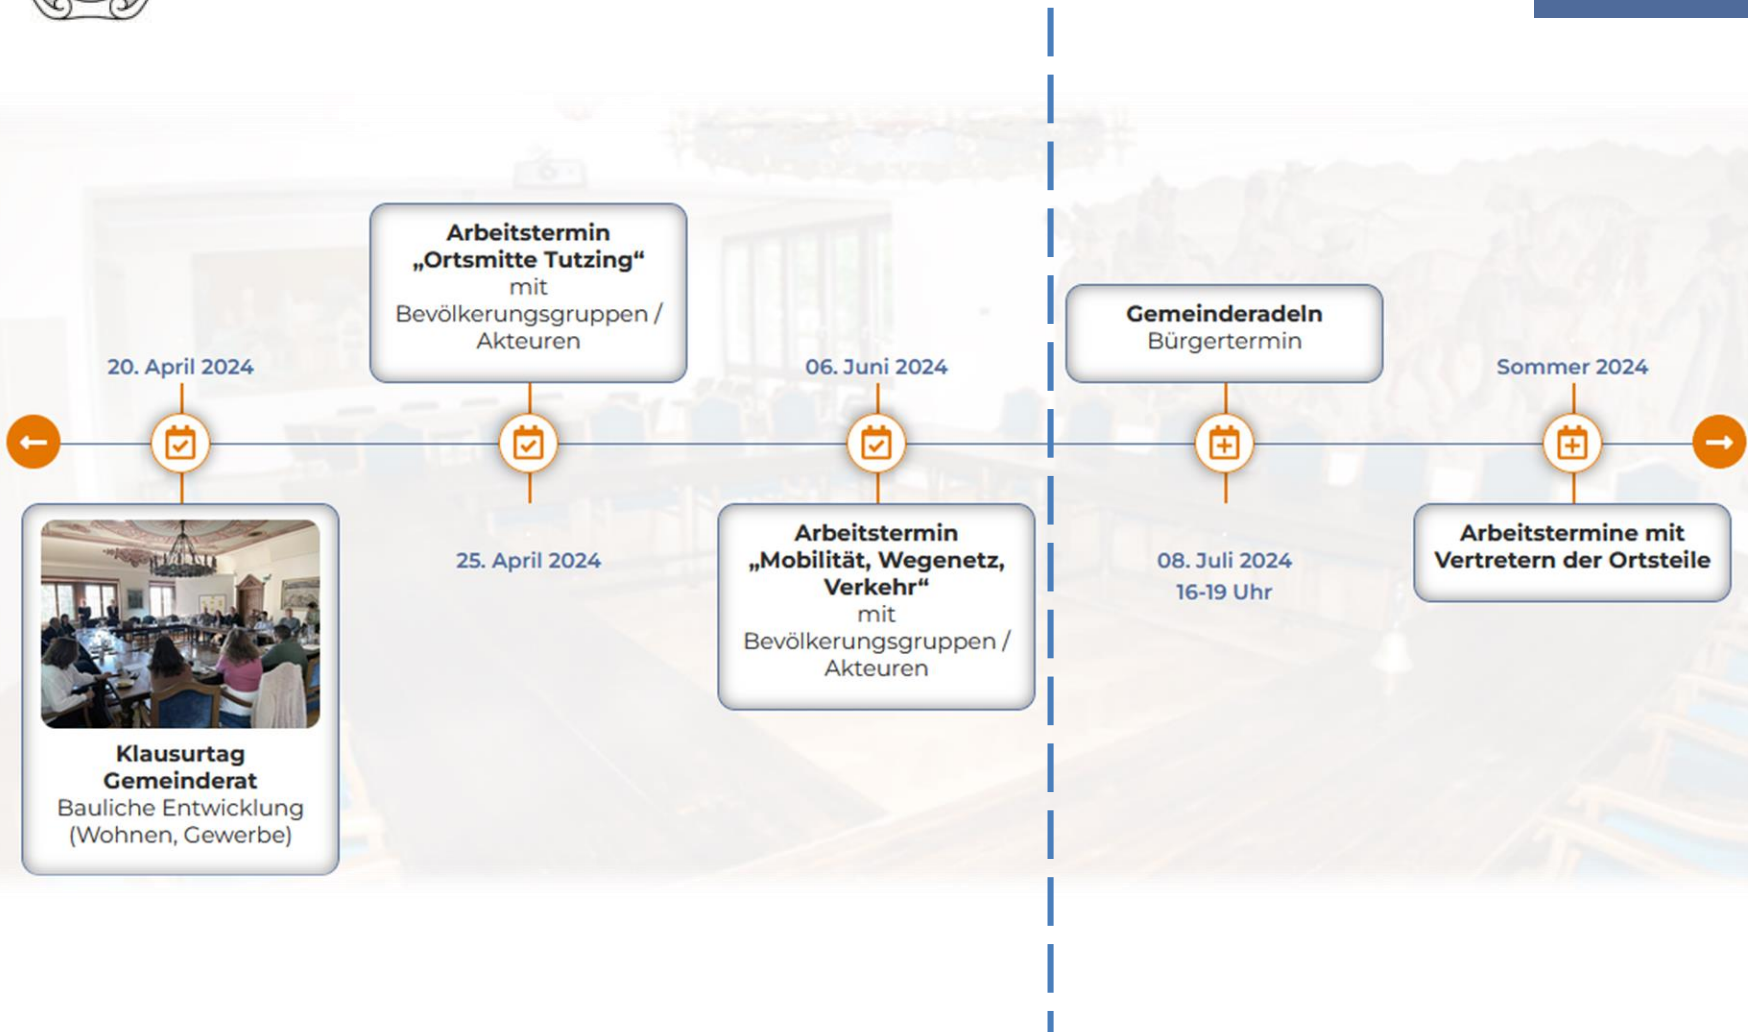 20. April 2024
Klausurtag
Gemeinderat
Bauliche Entwicklung
(Wohnen, Gewerbe)
Arbeitstermin
„Ortsmitte Tutzing“
mit
Bevölkerungsgruppen /
Akteuren
25. April 2024
06. Juni 2024
Arbeitstermin
„Mobilität, Wegenetz,
Verkehr“
mit
Bevölkerungsgruppen /
Akteuren
Gemeinderadeln
Bürgertermin
08. Juli 2024
16-19 Uhr
Sommer 2024
Arbeitstermine mit
Vertretern der Ortsteile